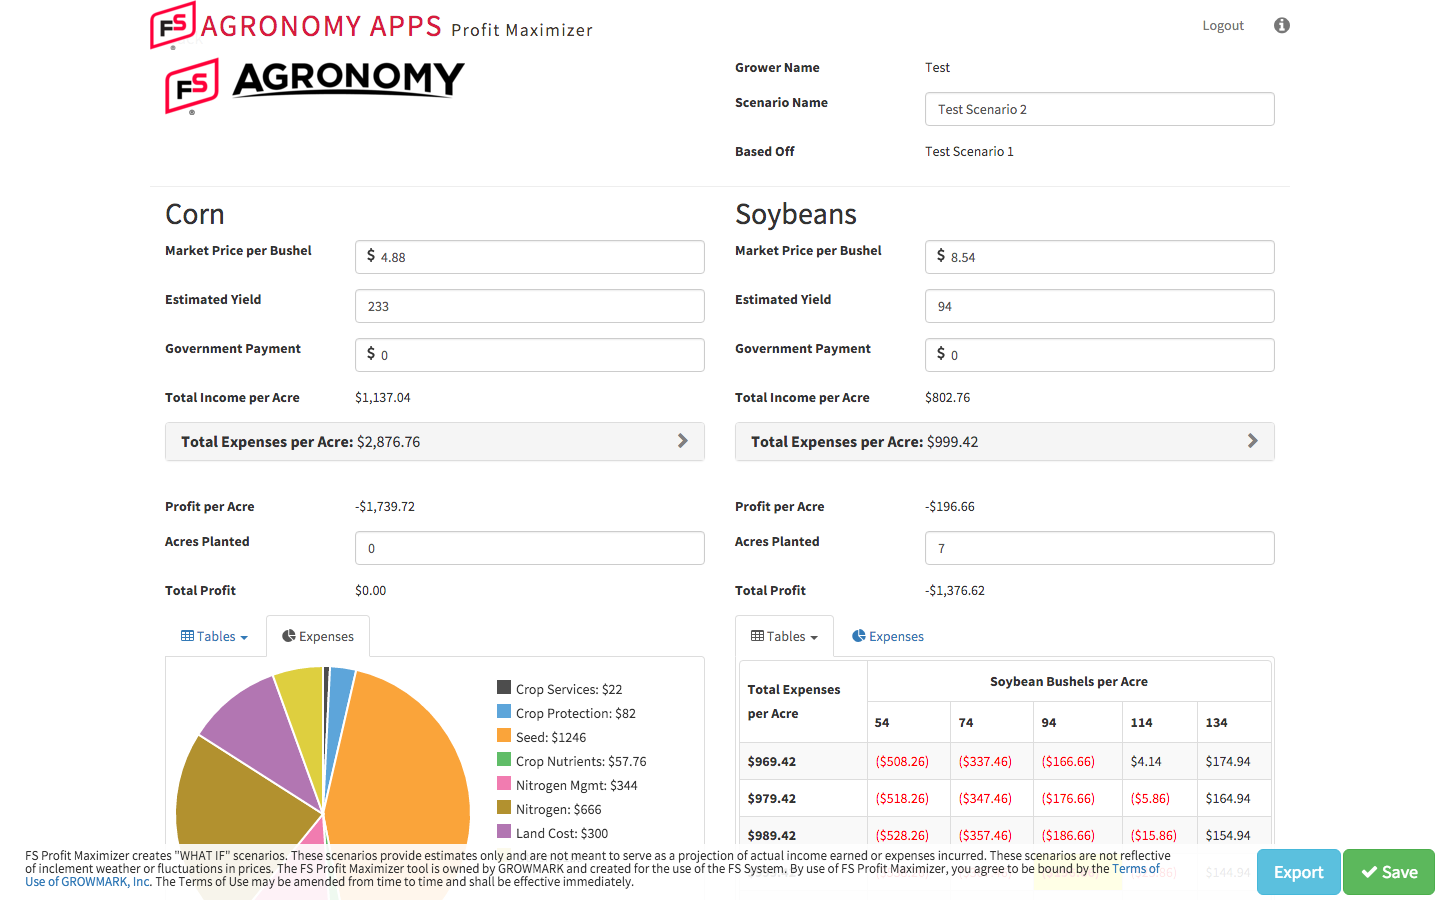 FS AGRONOMY APPS Profit Maximizer
Logout
FS AGRONOMY
Grower Name Test
Scenario Name Test Scenario 2
Based Off Test Scenario 1
Corn
Market Price per Bushel $ 4.88
Estimated Yield 233
Government Payment $ 0
Total Income per Acre $1,137.04
Total Expenses per Acre: $2,876.76
Profit per Acre -$1,739.72
Acres Planted 0
Total Profit $0.00
Tables Expenses
Crop Services: $22
Crop Protection: $82
Seed: $1246
Crop Nutrients: $57.76
Nitrogen Mgmt: $344
Nitrogen: $666
Land Cost: $300
Soybeans
Market Price per Bushel $ 8.54
Estimated Yield 94
Government Payment $ 0
Total Income per Acre $802.76
Total Expenses per Acre: $999.42
Profit per Acre -$196.66
Acres Planted 7
Total Profit -$1,376.62
Tables Expenses
Total Expenses per Acre
Soybean Bushels per Acre
54 74 94 114 134
$969.42 ($508.26) ($337.46) ($166.66) $4.14 $174.94
$979.42 ($518.26) ($347.46) ($176.66) ($5.86) $164.94
$989.42 ($528.26) ($357.46) ($186.66) ($15.86) $154.94
$144.94
FS Profit Maximizer creates "WHAT IF" scenarios. These scenarios provide estimates only and are not meant to serve as a projection of actual income earned or expenses incurred. These scenarios are not reflective
of inclement weather or fluctuations in prices. The FS Profit Maximizer tool is owned by GROWMARK and created for the use of the FS System. By use of FS Profit Maximizer, you agree to be bound by the Terms of
Use of GROWMARK, Inc. The Terms of Use may be amended from time to time and shall be effective immediately.
Export
Save